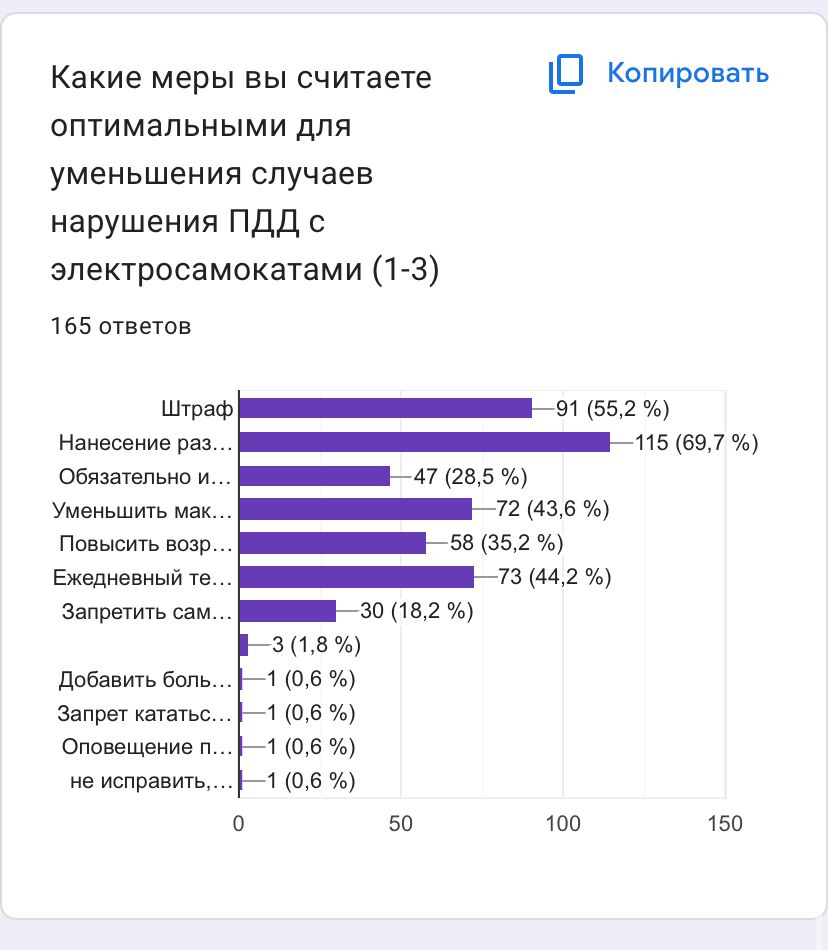 Какие меры вы считаете
оптимальными для
уменьшения случаев
нарушения ПДД с
электросамокатами (1-3)
Копировать
165 ответов
Штраф 91 (55,2 %)
Нанесение раз… 115 (69,7 %)
Обязательно и… 47 (28,5 %)
Уменьшить мак… 72 (43,6 %)
Повысить возр… 58 (35,2 %)
Ежедневный те… 73 (44,2 %)
Запретить сам… 30 (18,2 %)
3 (1,8 %)
Добавить боль… 1 (0,6 %)
Запрет кататьс… 1 (0,6 %)
Оповещение п… 1 (0,6 %)
не исправить,… 1 (0,6 %)
0 50 100 150